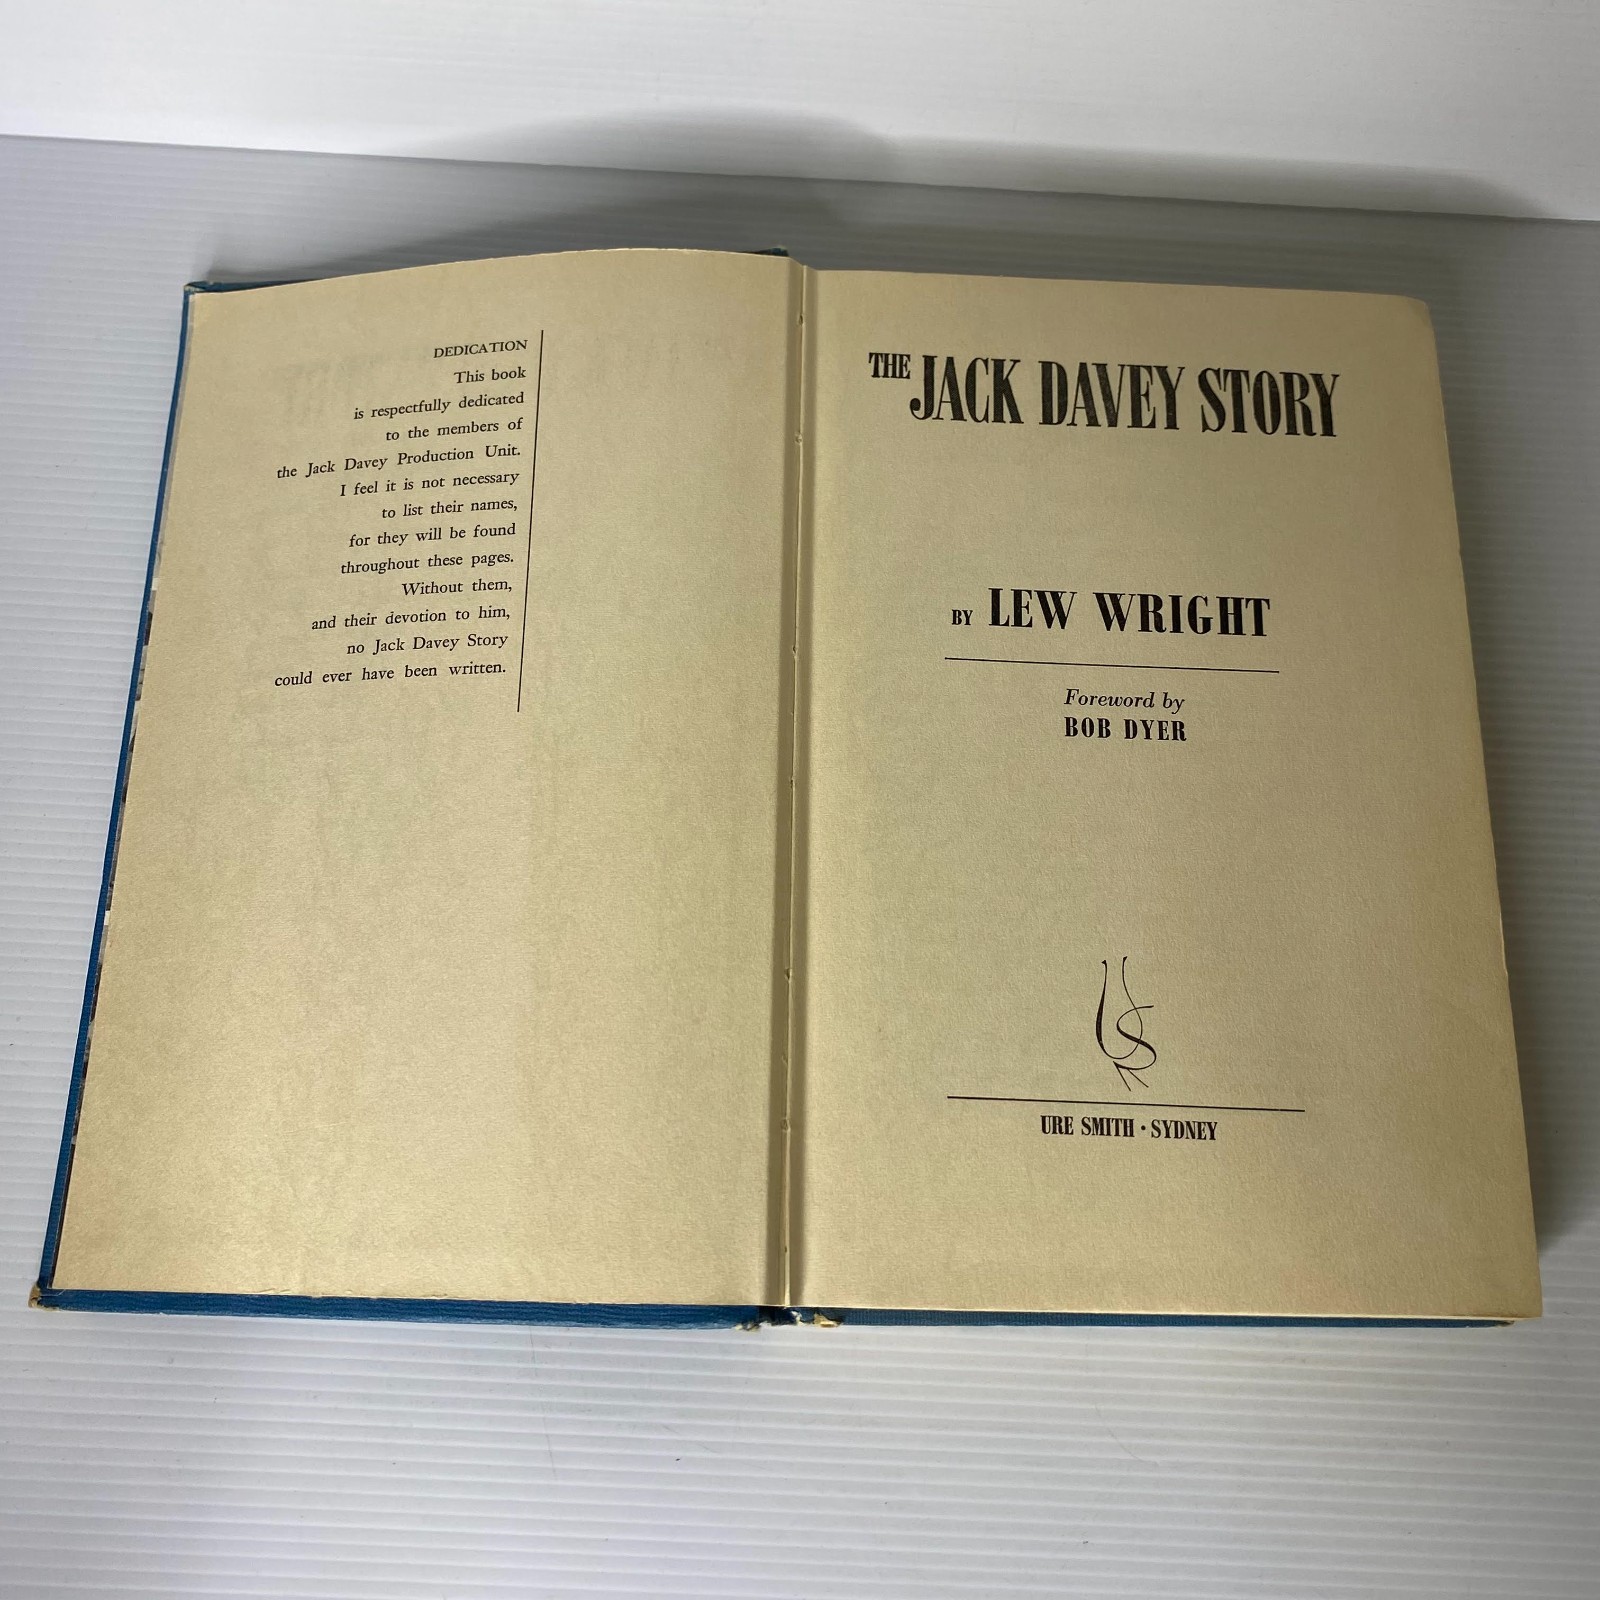 DEDICATION
This book
is respectfully dedicated
to the members of
the Jack Davey Production Unit.
I feel it is not necessary
to list their names,
for they will be found
throughout these pages.
Without them,
and their devotion to him,
no Jack Davey Story
could ever have been written.
THE JACK DAVEY STORY
BY LEW WRIGHT
Foreword by
BOB DYER
US
URE SMITH · SYDNEY